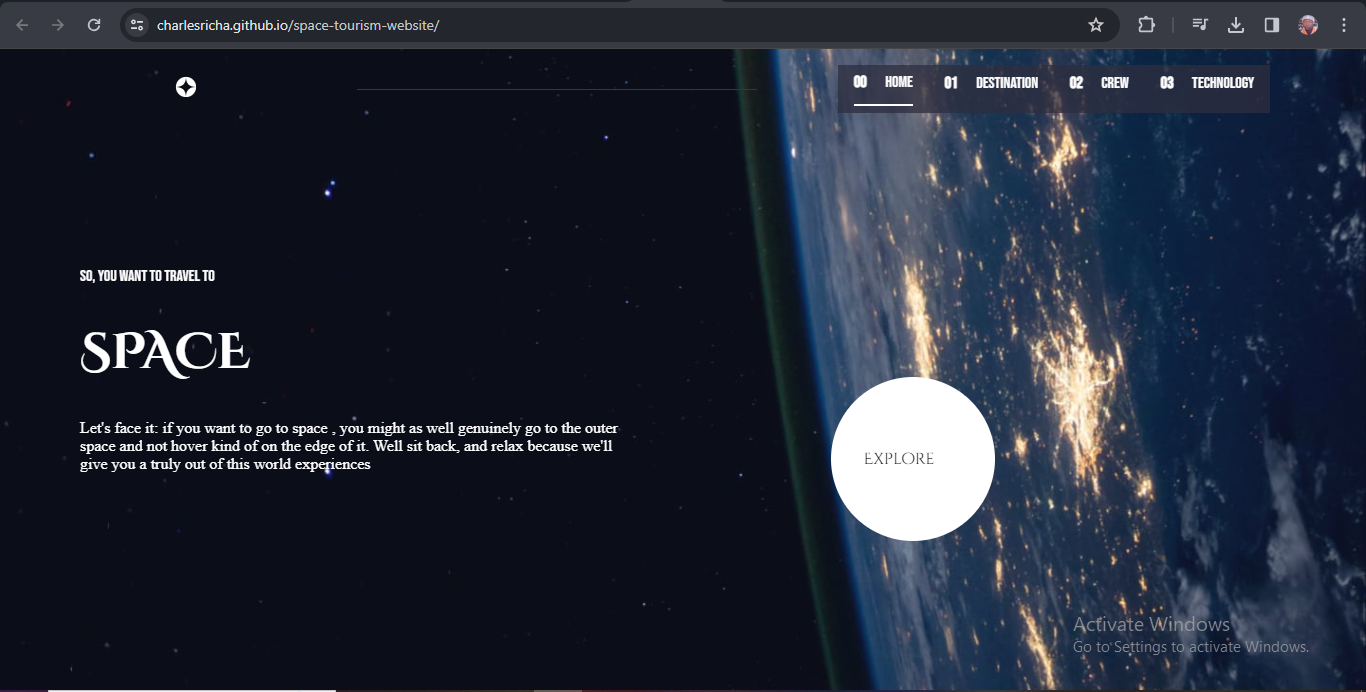 charlesricha.github.io/space-tourism-website/
00 HOME 01 DESTINATION 02 CREW 03 TECHNOLOGY
SO, YOU WANT TO TRAVEL TO
SPACE
Let's face it: if you want to go to space , you might as well genuinely go to the outer
space and not hover kind of on the edge of it. Well sit back, and relax because we'll
give you a truly out of this world experiences
EXPLORE
Activate Windows
Go to Settings to activate Windows.